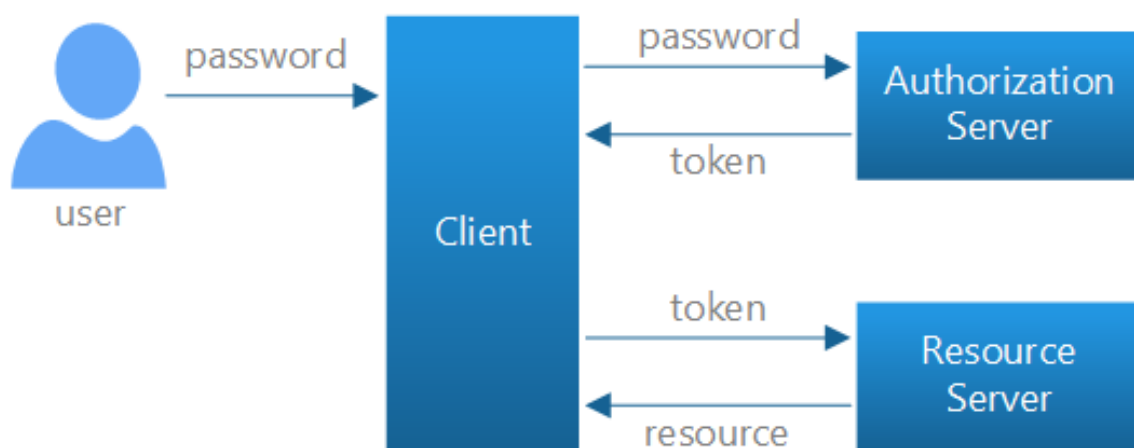 password
user
Client
password
Authorization
Server
token
token
Resource
Server
resource